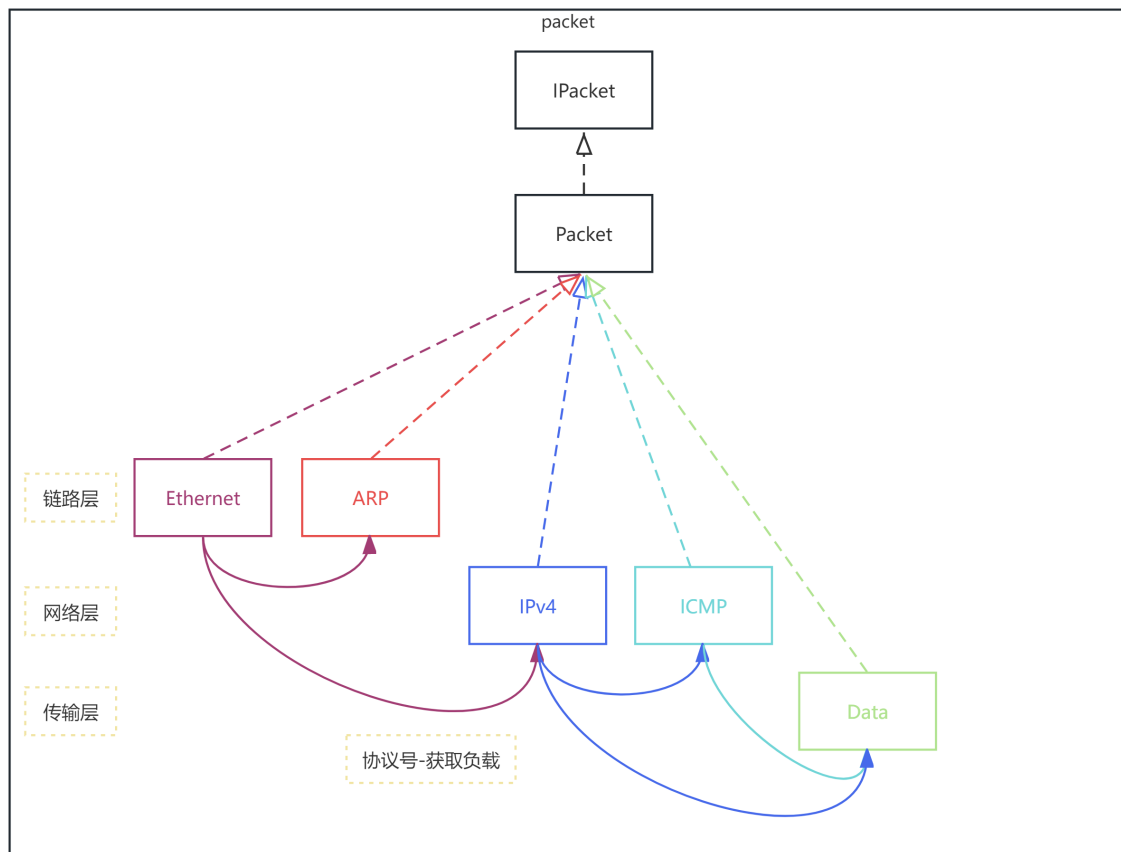 packet
IPacket
Packet
链路层
Ethernet
ARP
网络层
IPv4
ICMP
传输层
Data
协议号-获取负载